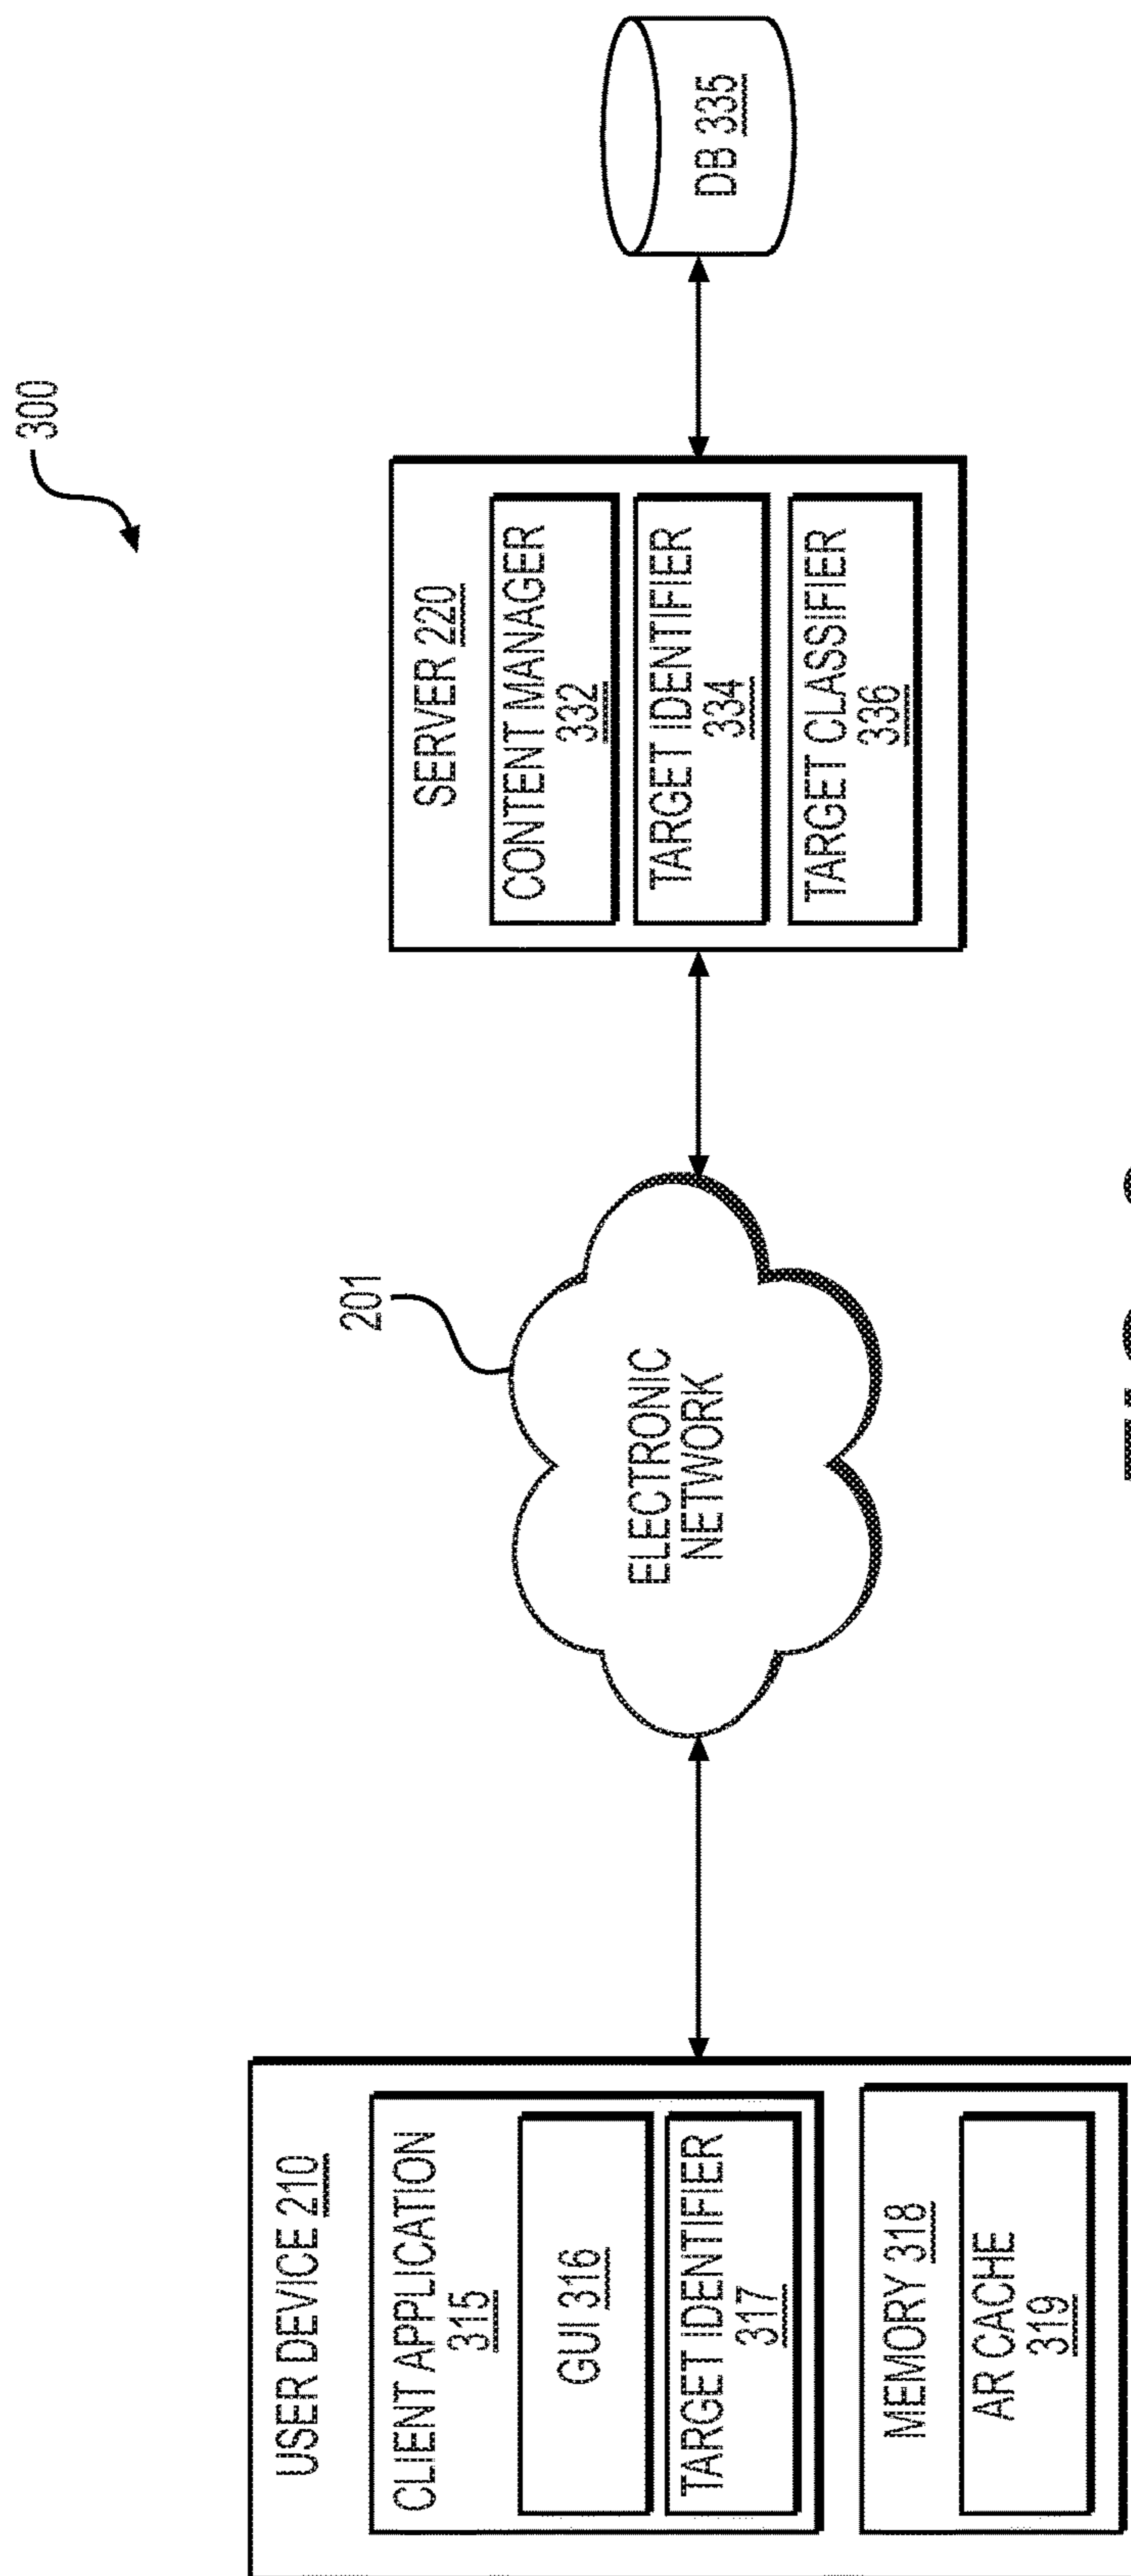 300
USER DEVICE 210
CLIENT APPLICATION
315
GUI 316
TARGET IDENTIFIER
317
MEMORY 318
AR CACHE
319
201
ELECTRONIC
NETWORK
SERVER 220
CONTENT MANAGER
332
TARGET IDENTIFIER
334
TARGET CLASSIFIER
336
DB 335